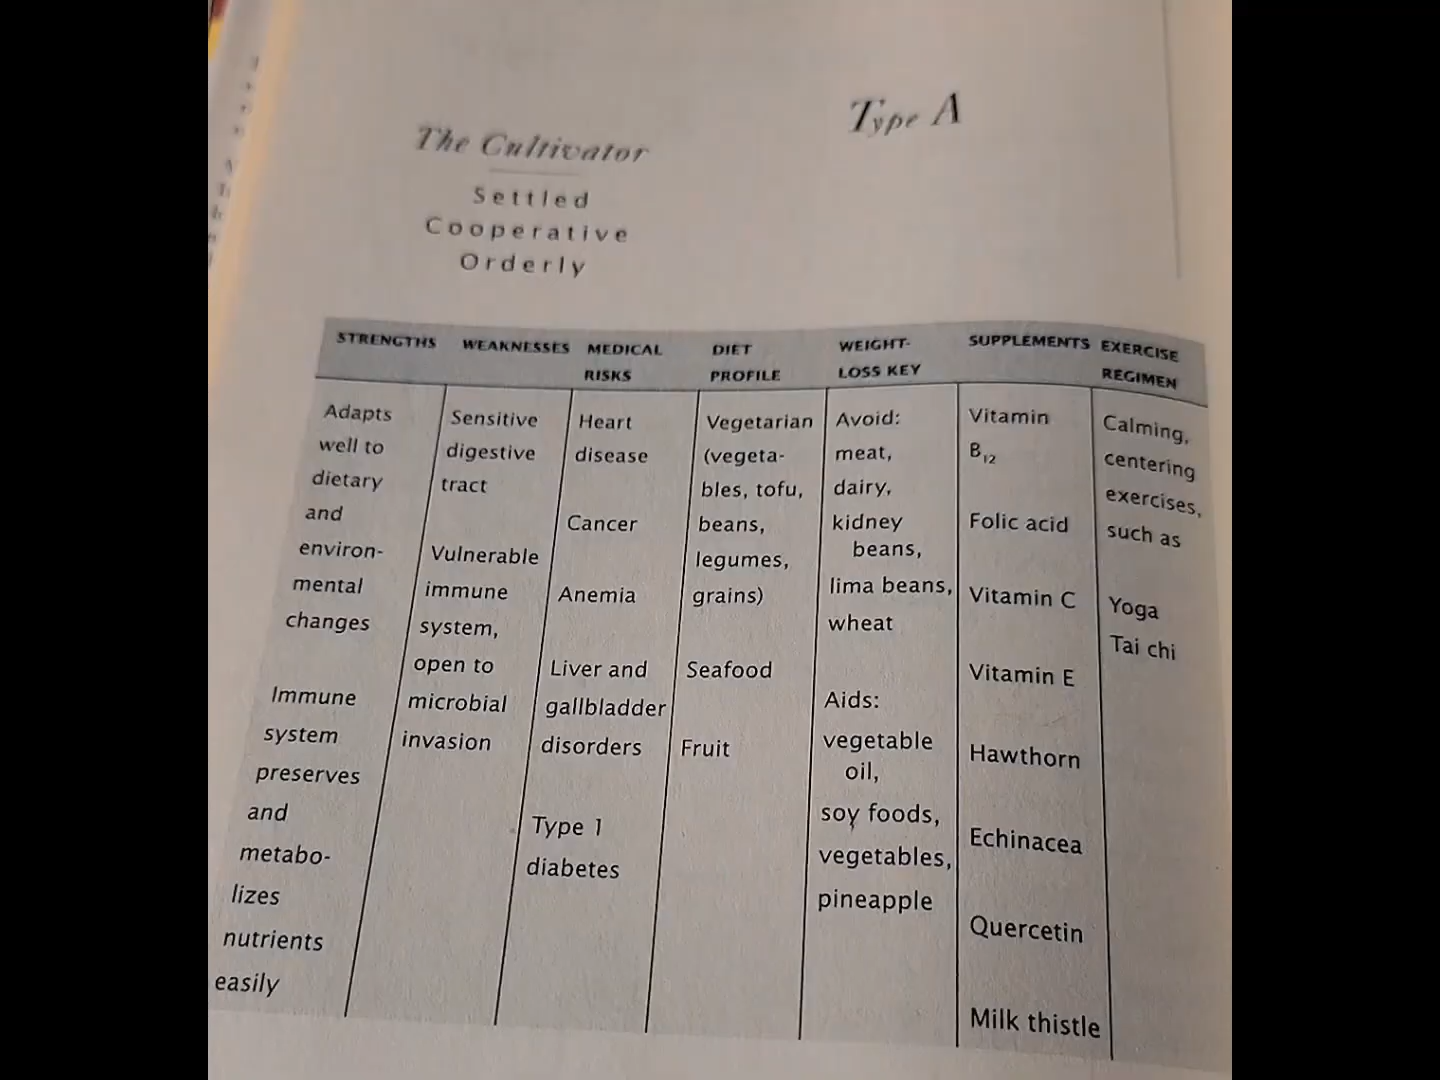 Type A
The Cultivator
Settled
Cooperative
Orderly
STRENGTHS
Adapts
well to
dietary
and
environ-
mental
changes
Immune
system
preserves
and
metabo-
lizes
nutrients
easily
WEAKNESSES
Sensitive
digestive
tract
Vulnerable
immune
system,
open to
microbial
invasion
MEDICAL
RISKS
Heart
disease
Cancer
Anemia
Liver and
gallbladder
disorders
Type 1
diabetes
DIET
PROFILE
Vegetarian
(vegeta-
bles, tofu,
beans,
legumes,
grains)
Seafood
Fruit
WEIGHT-
LOSS KEY
Avoid:
meat,
dairy,
kidney
beans,
lima beans,
wheat
Aids:
vegetable
oil,
soy foods,
vegetables,
pineapple
SUPPLEMENTS
Vitamin
B₁₂
Folic acid
Vitamin C
Vitamin E
Hawthorn
Echinacea
Quercetin
Milk thistle
EXERCISE
REGIMEN
Calming,
centering
exercises,
such as
Yoga
Tai chi